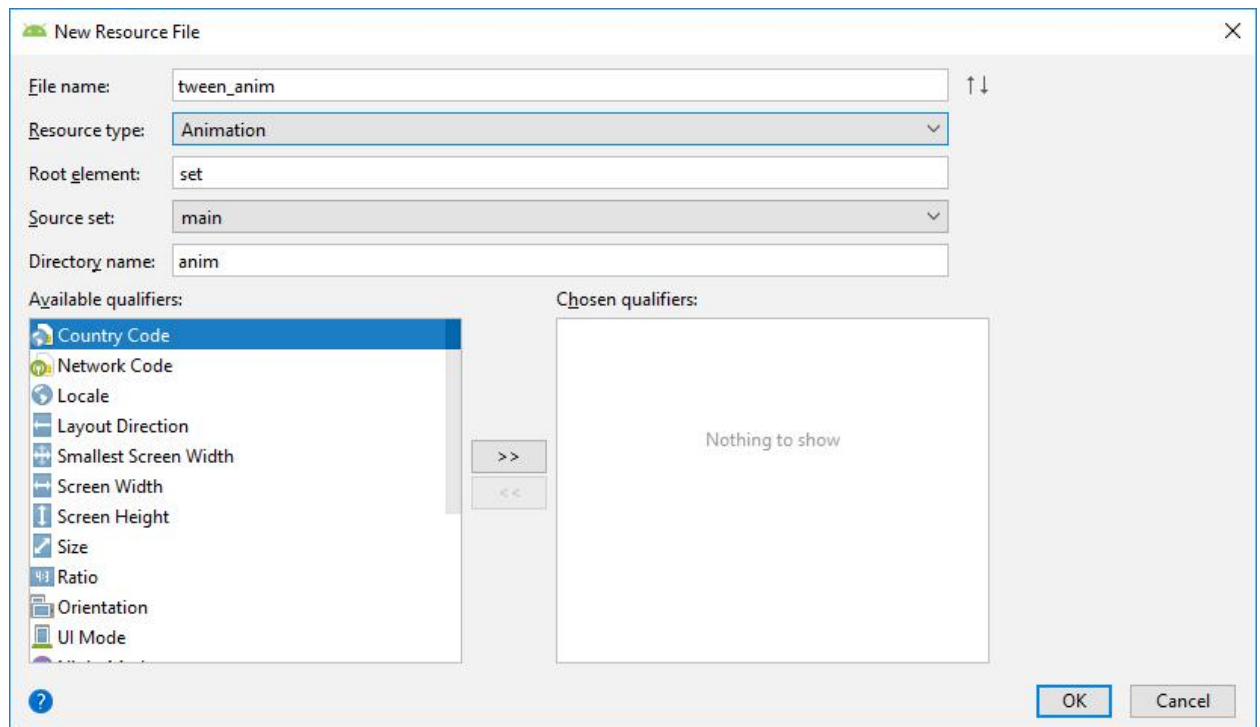 New Resource File
File name: tween_anim
Resource type: Animation
Root element: set
Source set: main
Directory name: anim
Available qualifiers:
Chosen qualifiers:
Country Code
Network Code
Locale
Layout Direction
Smallest Screen Width
Screen Width
Screen Height
Size
Ratio
Orientation
UI Mode
>>
<<
Nothing to show
?
OK
Cancel